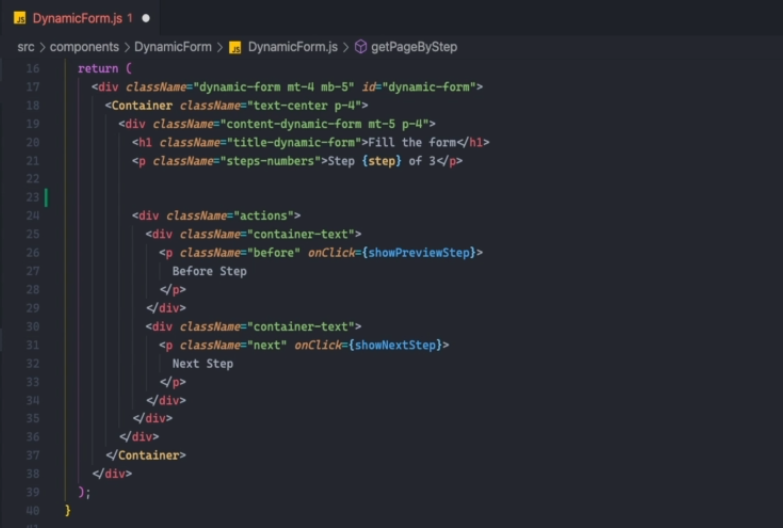 JS DynamicForm.js 1
src > components > DynamicForm > JS DynamicForm.js > getPageByStep
16 return (
17 <div className="dynamic-form mt-4 mb-5" id="dynamic-form">
18 <Container className="text-center p-4">
19 <div className="content-dynamic-form mt-5 p-4">
20 <h1 className="title-dynamic-form">Fill the form</h1>
21 <p className="steps-numbers">Step {step} of 3</p>
22
23
24 <div className="actions">
25 <div className="container-text">
26 <p className="before" onClick={showPreviewStep}>
27 Before Step
28 </p>
29 </div>
30 <div className="container-text">
31 <p className="next" onClick={showNextStep}>
32 Next Step
33 </p>
34 </div>
35 </div>
36 </div>
37 </Container>
38 </div>
39 );
40 }